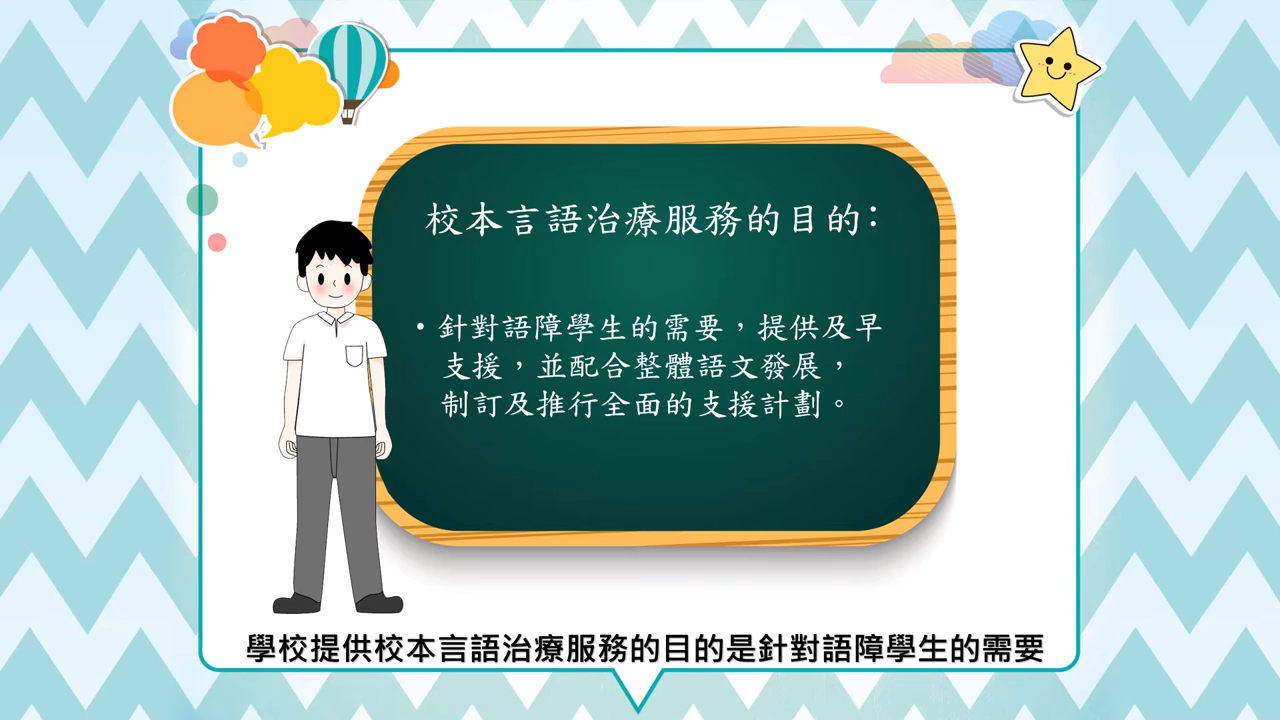 校本言語治療服務的目的：
• 針對語障學生的需要，提供及早
支援，並配合整體語文發展，
制訂及推行全面的支援計劃。
學校提供校本言語治療服務的目的是針對語障學生的需要